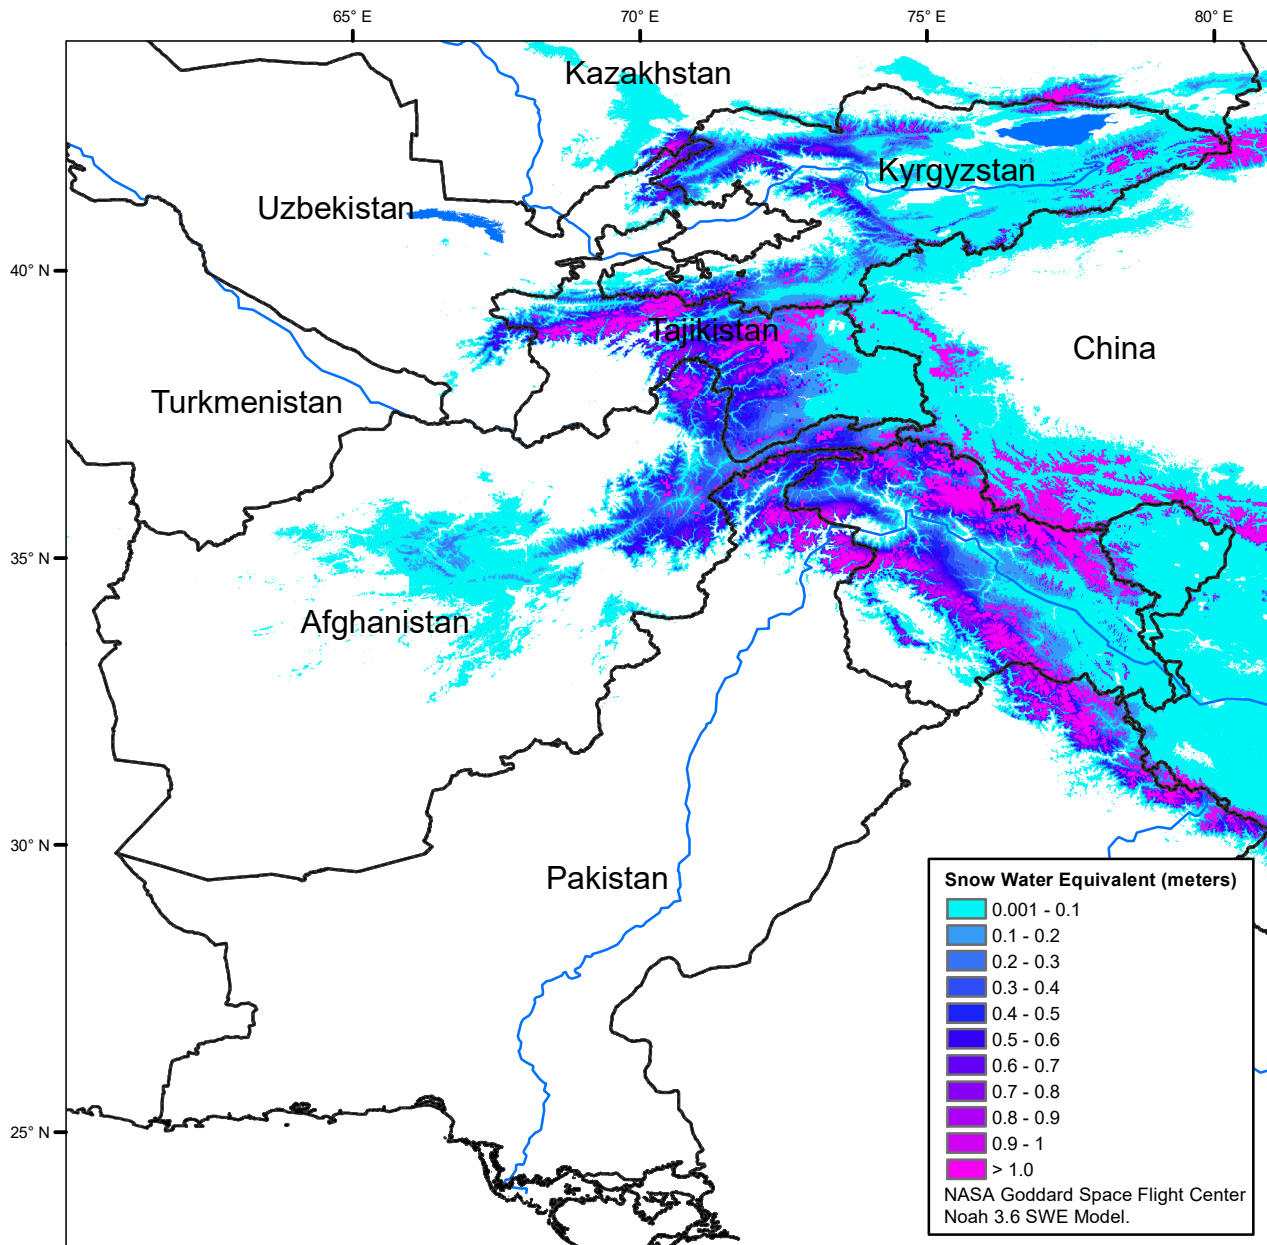 65° E
70° E
75° E
80° E
Kazakhstan
Kyrgyzstan
Uzbekistan
40° N
Tajikistan
China
Turkmenistan
35° N
Afghanistan
30° N
Pakistan
25° N
Snow Water Equivalent (meters)
0.001 - 0.1
0.1 - 0.2
0.2 - 0.3
0.3 - 0.4
0.4 - 0.5
0.5 - 0.6
0.6 - 0.7
0.7 - 0.8
0.8 - 0.9
0.9 - 1
> 1.0
NASA Goddard Space Flight Center
Noah 3.6 SWE Model.